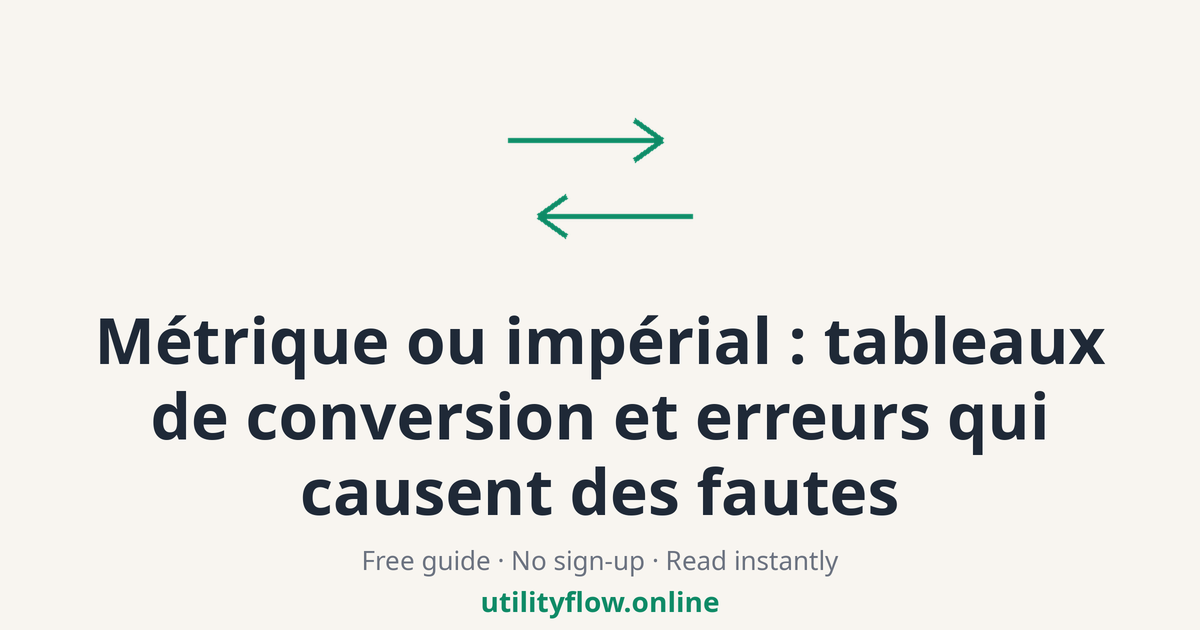 Métrique ou impérial : tableaux
de conversion et erreurs qui
causent des fautes
Free guide · No sign-up · Read instantly
utilityflow.online